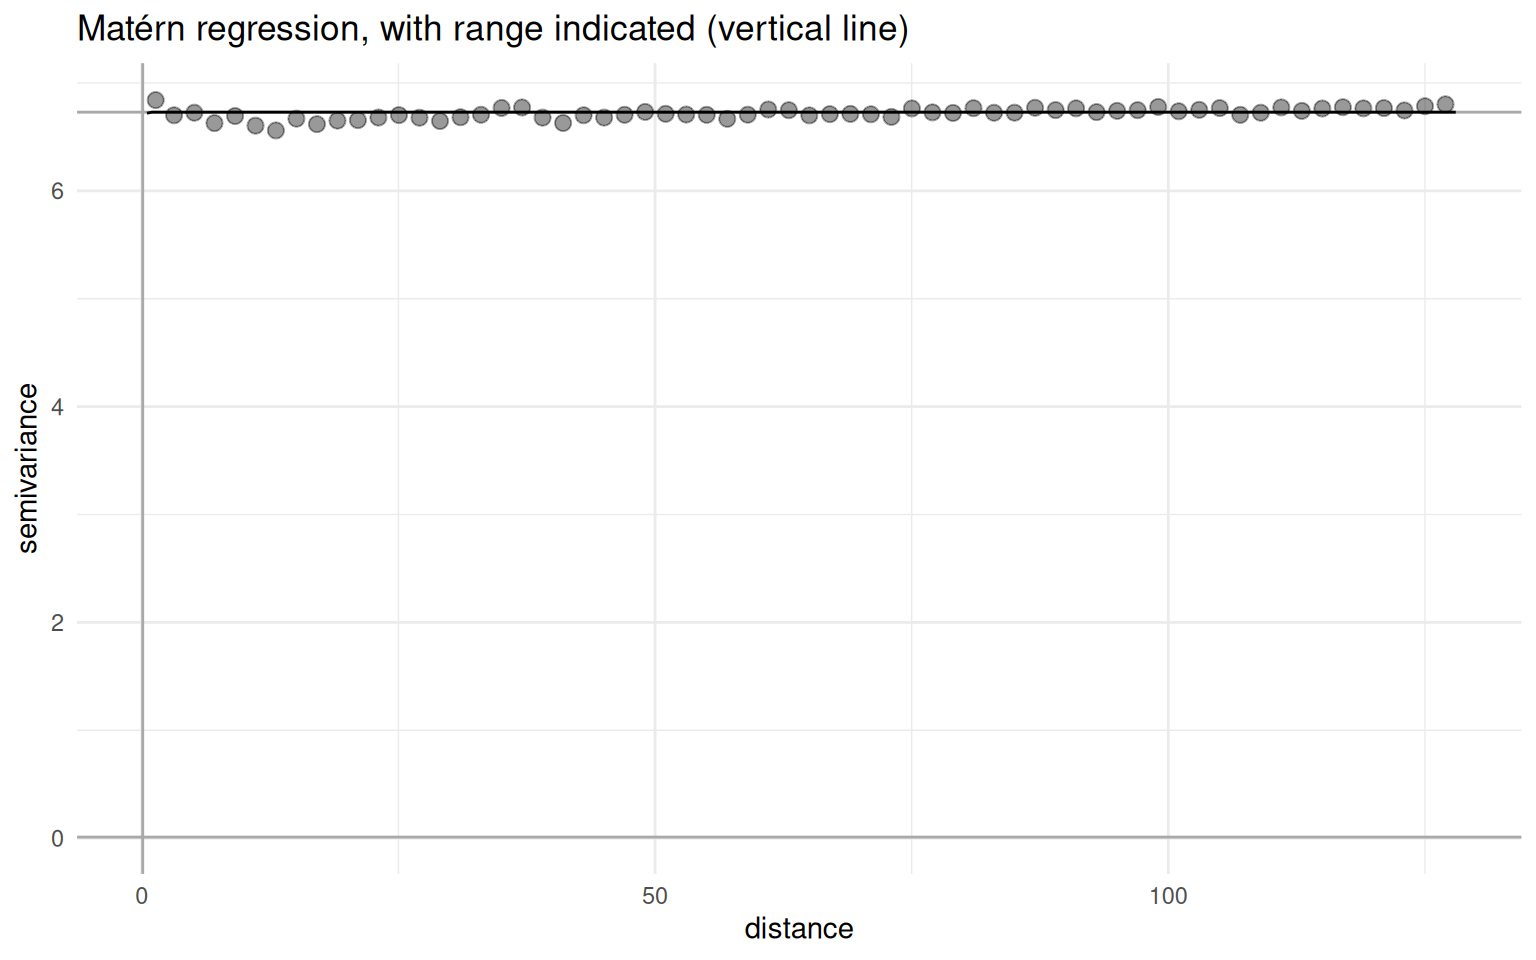 Matérn regression, with range indicated (vertical line)
semivariance
6
4
2
0
0
50
100
distance